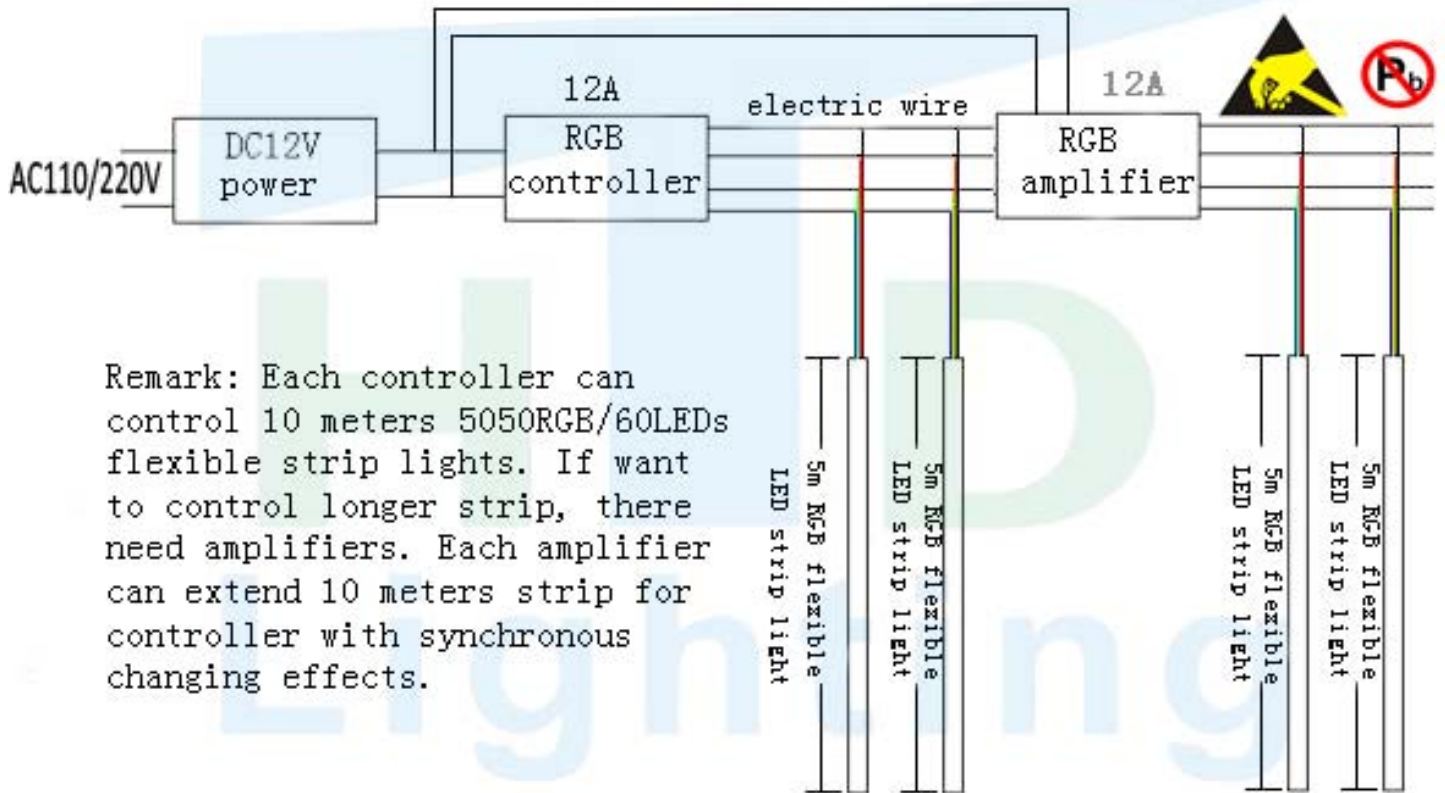 12A
12A
electric wire
AC110/220V
DC12V
power
RGB
controller
RGB
amplifier
Pb
Remark: Each controller can
control 10 meters 5050RGB/60LEDs
flexible strip lights. If want
to control longer strip, there
need amplifiers. Each amplifier
can extend 10 meters strip for
controller with synchronous
changing effects.
5m RGB flexible
LED strip light
5m RGB flexible
LED strip light
5m RGB flexible
LED strip light
5m RGB flexible
LED strip light
HTD
Lighting